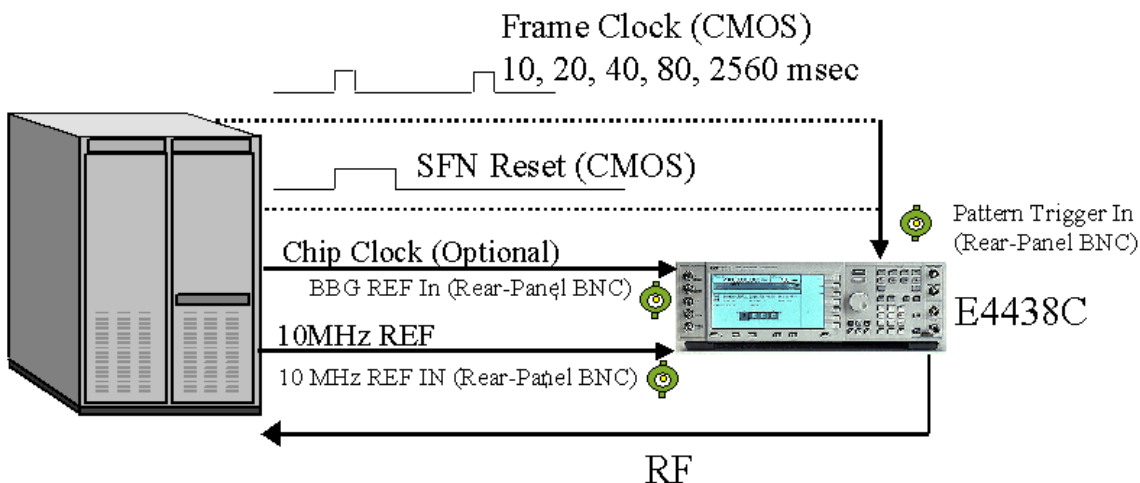 Frame Clock (CMOS)
10, 20, 40, 80, 2560 msec
SFN Reset (CMOS)
Pattern Trigger In
(Rear-Panel BNC)
Chip Clock (Optional)
BBG REF In (Rear-Panel BNC)
E4438C
10MHz REF
10 MHz REF IN (Rear-Panel BNC)
RF